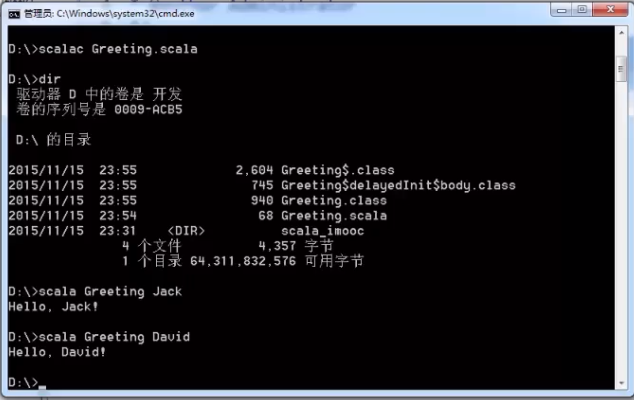 管理员: C:\Windows\system32\cmd.exe
D:\>scalac Greeting.scala
D:\>dir
驱动器 D 中的卷是 开发
卷的序列号是 0009-ACB5
D:\ 的目录
2015/11/15  23:55             2,604 Greeting$.class
2015/11/15  23:55               745 Greeting$delayedInit$body.class
2015/11/15  23:55               940 Greeting.class
2015/11/15  23:54                68 Greeting.scala
2015/11/15  23:31    <DIR>          scala_imooc
4 个文件          4,357 字节
1 个目录 64,311,832,576 可用字节
D:\>scala Greeting Jack
Hello, Jack!
D:\>scala Greeting David
Hello, David!
D:\>_